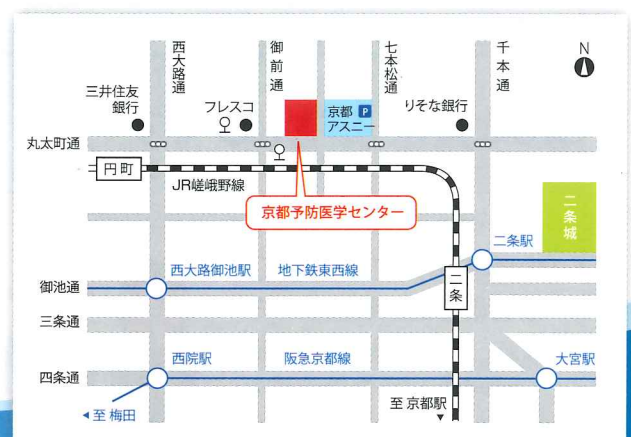 西大路通
御前通
七本松通
千本通
N
三井住友
銀行
フレスコ
京都 P
アスニー
りそな銀行
丸太町通
円町
JR嵯峨野線
京都予防医学センター
二条城
二条駅
西大路御池駅
地下鉄東西線
御池通
二条
三条通
西院駅
阪急京都線
大宮駅
四条通
◀至 梅田
至 京都駅
▼